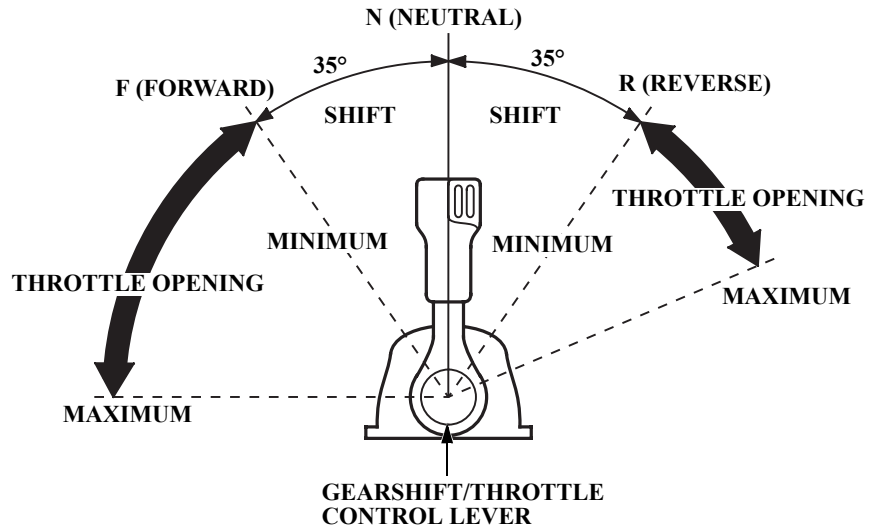 N (NEUTRAL)
35°
35°
F (FORWARD)
R (REVERSE)
SHIFT
SHIFT
THROTTLE OPENING
MINIMUM
MINIMUM
THROTTLE OPENING
MAXIMUM
MAXIMUM
GEARSHIFT/THROTTLE
CONTROL LEVER